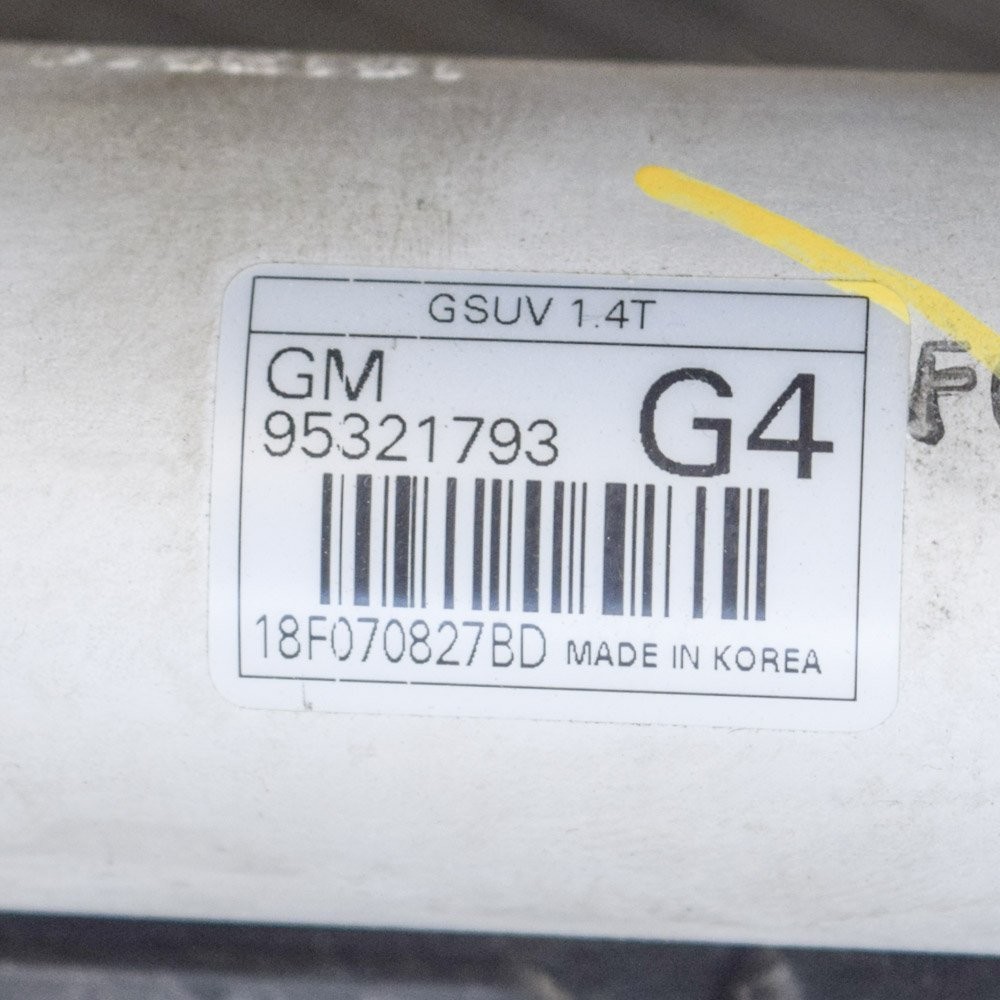 GSUV 1.4T
GM
G4
95321793
18F070827BD MADE IN KOREA
F